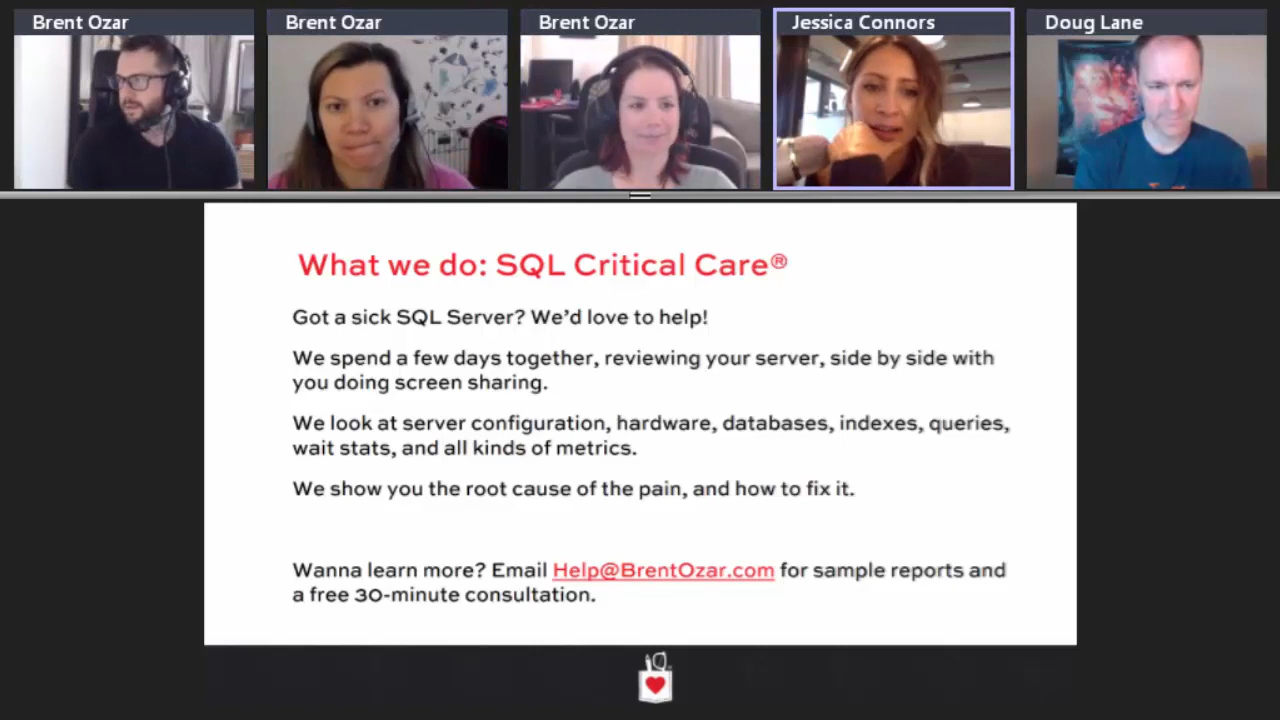 Brent Ozar
Brent Ozar
Brent Ozar
Jessica Connors
Doug Lane
What we do: SQL Critical Care®
Got a sick SQL Server? We’d love to help!
We spend a few days together, reviewing your server, side by side with
you doing screen sharing.
We look at server configuration, hardware, databases, indexes, queries,
wait stats, and all kinds of metrics.
We show you the root cause of the pain, and how to fix it.
Wanna learn more? Email Help@BrentOzar.com for sample reports and
a free 30-minute consultation.